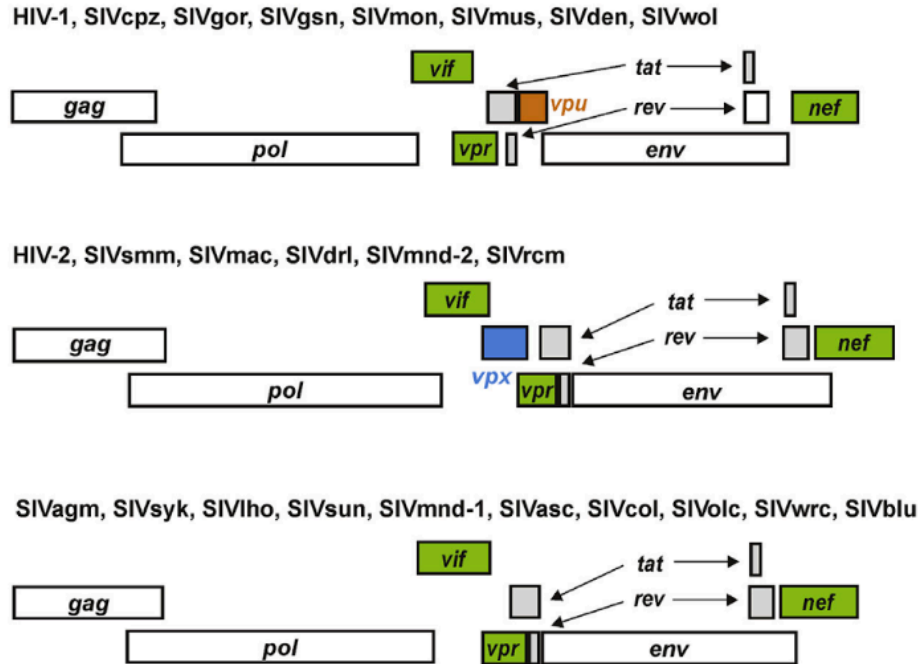 HIV-1, SIVcpz, SIVgor, SIVgsn, SIVmon, SIVmus, SIVden, SIVwol
vif
tat
gag
vpu
rev
nef
pol
vpr
env
HIV-2, SIVsmm, SIVmac, SIVdrl, SIVmnd-2, SIVrcm
vif
tat
gag
rev
nef
vpx
pol
vpr
env
SIVagm, SIVsyk, SIVlho, SIVsun, SIVmnd-1, SIVasc, SIVcol, SIVolc, SIVwrc, SIVblu
vif
tat
gag
rev
nef
pol
vpr
env